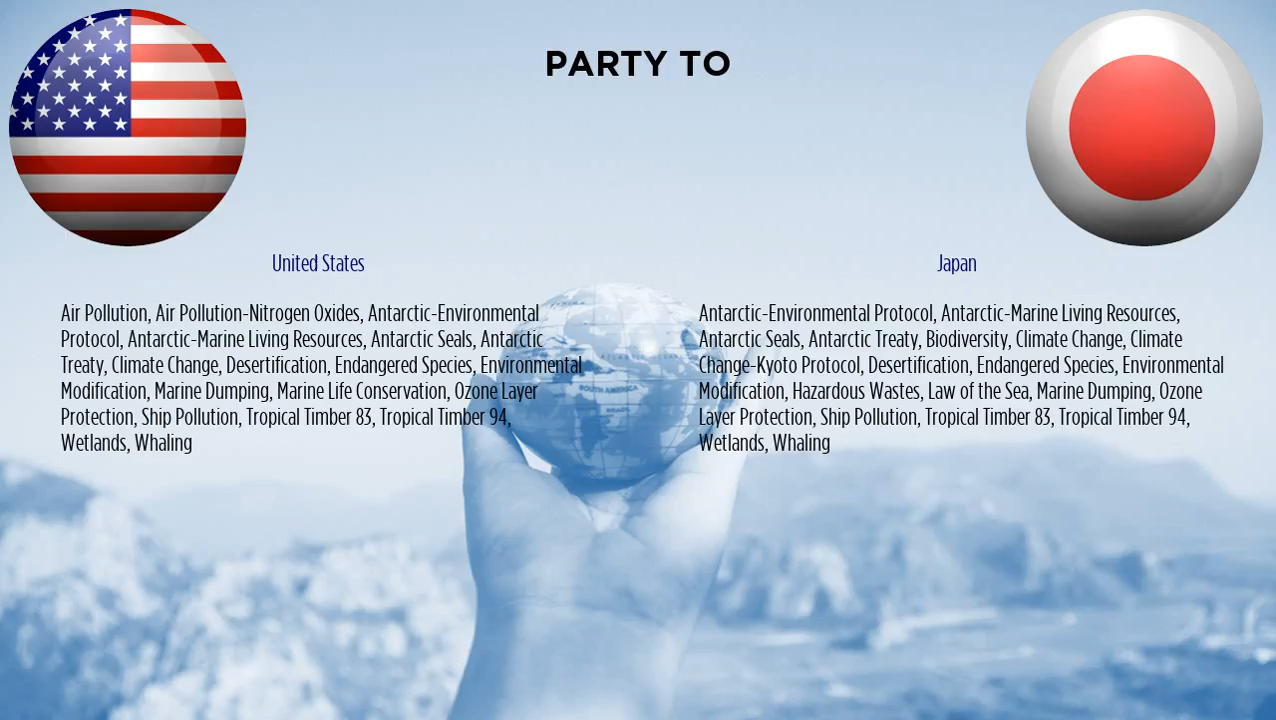 PARTY TO
United States
Air Pollution, Air Pollution-Nitrogen Oxides, Antarctic-Environmental
Protocol, Antarctic-Marine Living Resources, Antarctic Seals, Antarctic
Treaty, Climate Change, Desertification, Endangered Species, Environmental
Modification, Marine Dumping, Marine Life Conservation, Ozone Layer
Protection, Ship Pollution, Tropical Timber 83, Tropical Timber 94,
Wetlands, Whaling
Japan
Antarctic-Environmental Protocol, Antarctic-Marine Living Resources,
Antarctic Seals, Antarctic Treaty, Biodiversity, Climate Change, Climate
Change-Kyoto Protocol, Desertification, Endangered Species, Environmental
Modification, Hazardous Wastes, Law of the Sea, Marine Dumping, Ozone
Layer Protection, Ship Pollution, Tropical Timber 83, Tropical Timber 94,
Wetlands, Whaling
SOUTH AMERICA
BRAZIL